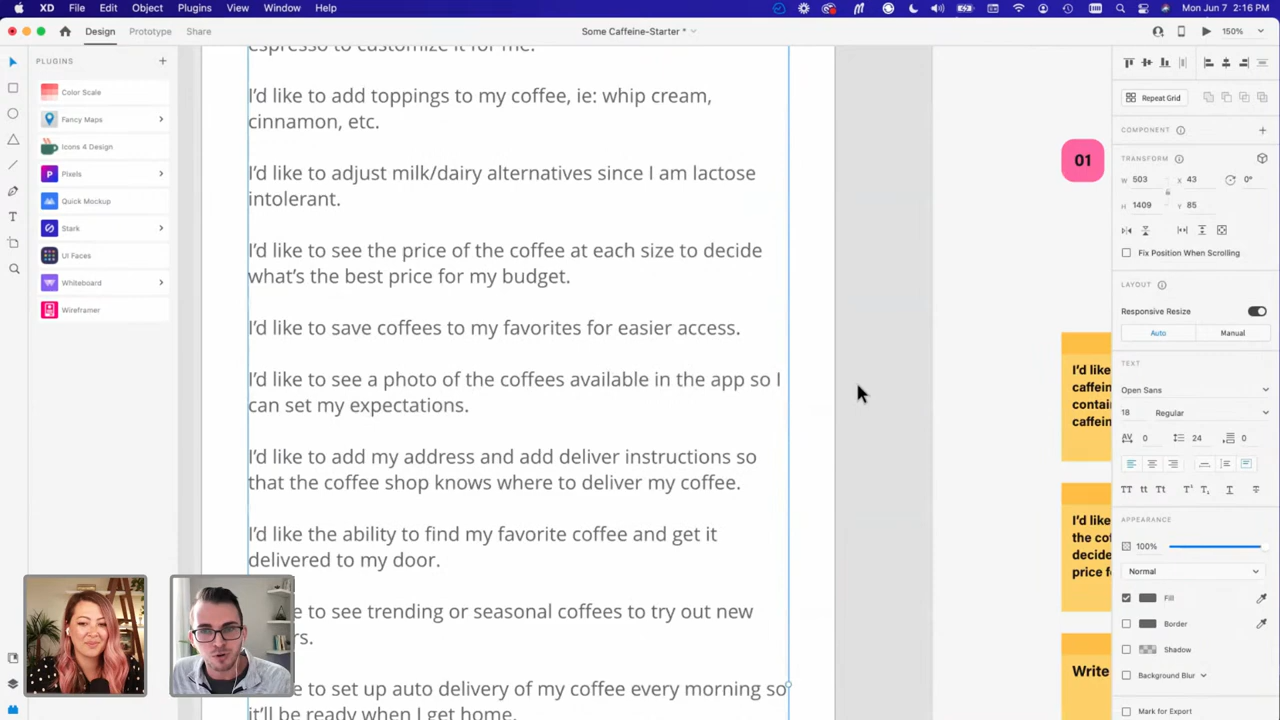 XD File Edit Object Plugins View Window Help Mon Jun 7 2:16 PM
Design Prototype Share Some Caffeine-Starter * 150%
PLUGINS
Color Scale
Fancy Maps
Icons 4 Design
Pixels
Quick Mockup
Stark
UI Faces
Whiteboard
Wireframer
espresso to customize it for me.
I'd like to add toppings to my coffee, ie: whip cream,
cinnamon, etc.
I'd like to adjust milk/dairy alternatives since I am lactose
intolerant.
I'd like to see the price of the coffee at each size to decide
what's the best price for my budget.
I'd like to save coffees to my favorites for easier access.
I'd like to see a photo of the coffees available in the app so I
can set my expectations.
I'd like to add my address and add deliver instructions so
that the coffee shop knows where to deliver my coffee.
I'd like the ability to find my favorite coffee and get it
delivered to my door.
to see trending or seasonal coffees to try out new
to set up auto delivery of my coffee every morning so
it'll be ready when I get home.
01
I'd like
caffein
contai
caffein
I'd like
the cof
decide
price fo
Write
Repeat Grid
COMPONENT
TRANSFORM
W 503 X 43 0°
H 1409 Y 85
Fix Position When Scrolling
LAYOUT
Responsive Resize
Auto Manual
TEXT
Open Sans
18 Regular
AV 0 24 0
TT tt Tt T¹ T₁ T T
APPEARANCE
100%
Normal
Fill
Border
Shadow
Background Blur
Mark for Export